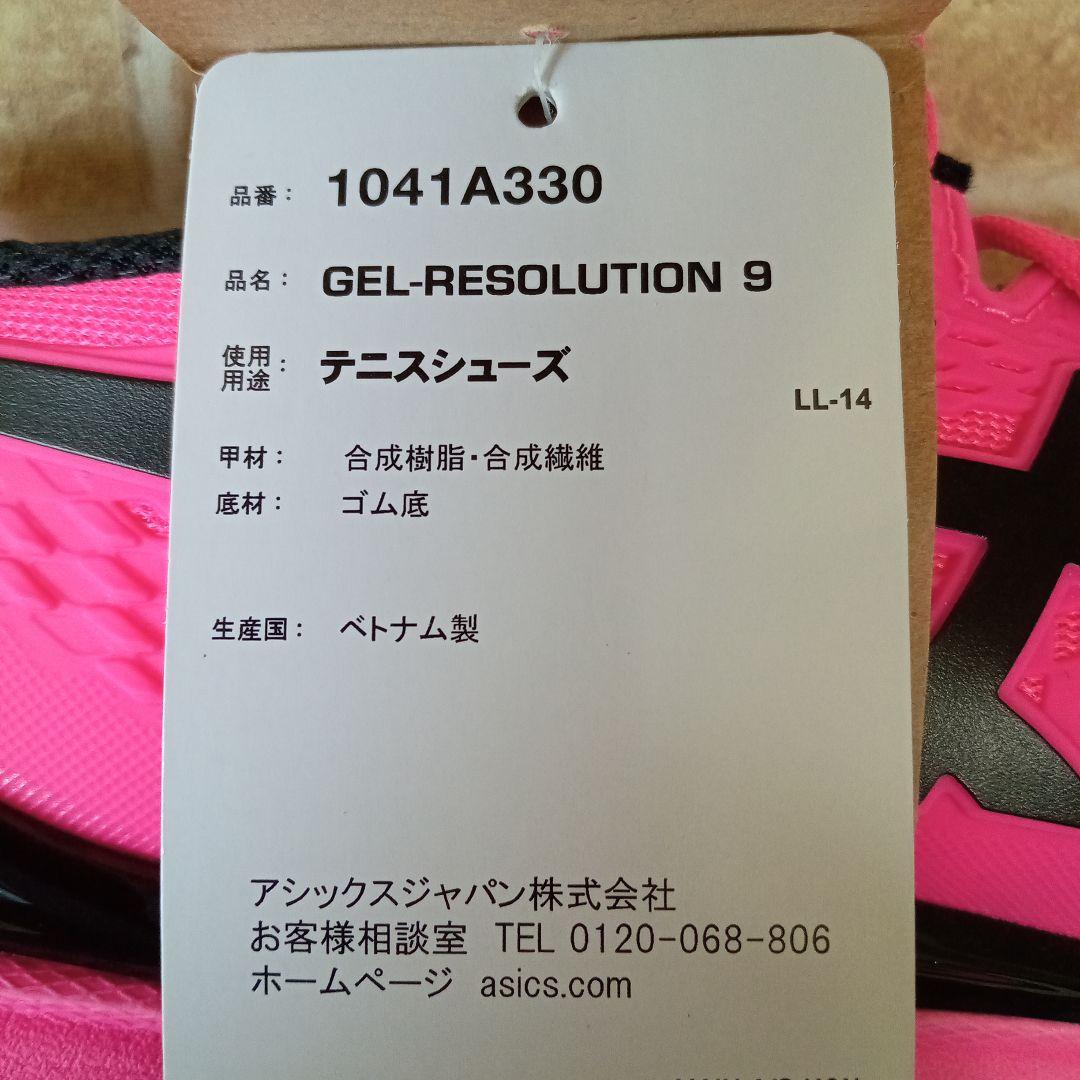 品番： 1041A330
品名： GEL-RESOLUTION 9
使用用途： テニスシューズ
LL-14
甲材： 合成樹脂・合成繊維
底材： ゴム底
生産国： ベトナム製
アシックスジャパン株式会社
お客様相談室 TEL 0120-068-806
ホームページ asics.com